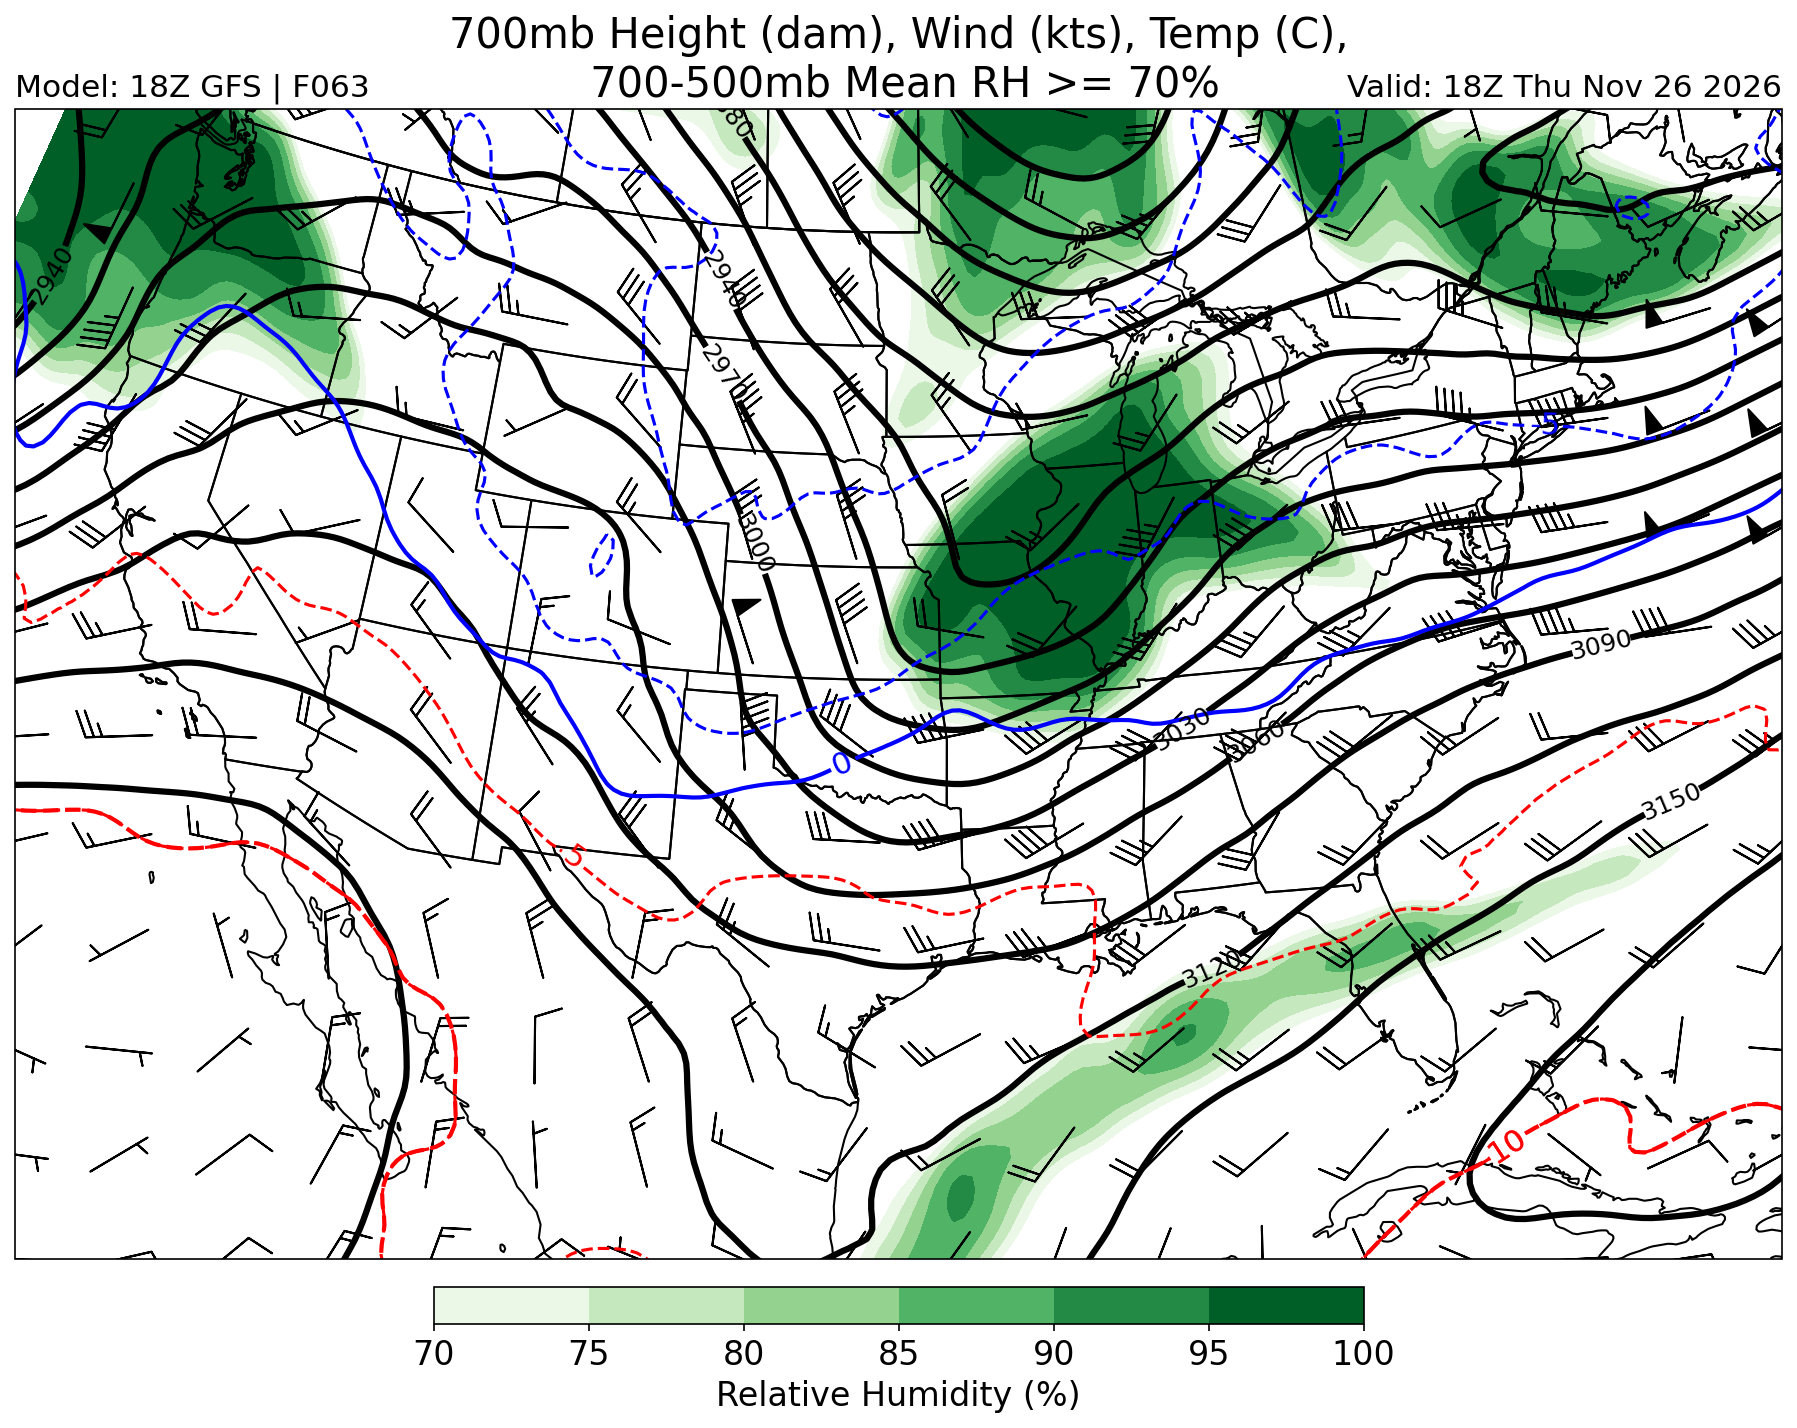 700mb Height (dam), Wind (kts), Temp (C),
Model: 18Z GFS | F063
700-500mb Mean RH >= 70%
Valid: 18Z Thu Nov 26 2026
2940
2940
2970
3000
5
0
5
3030
3060
3090
3150
3120
10
70 75 80 85 90 95 100
Relative Humidity (%)